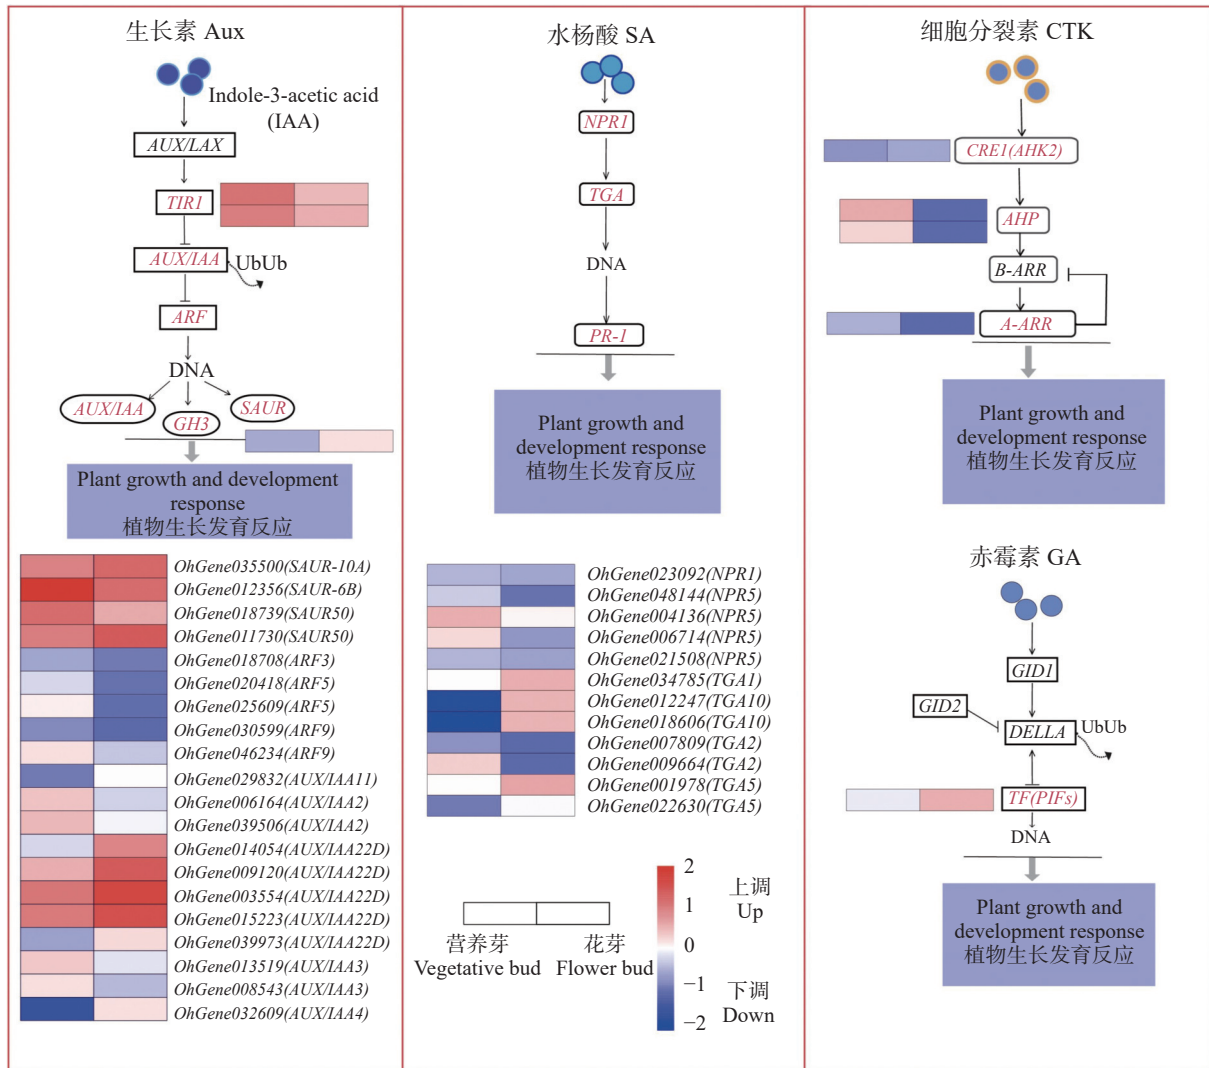 生长素 Aux
Indole-3-acetic acid
(IAA)
AUX/LAX
TIR1
AUX/IAA
UbUb
ARF
DNA
AUX/IAA
GH3
SAUR
Plant growth and development
response
植物生长发育反应
OhGene035500(SAUR-10A)
OhGene012356(SAUR-6B)
OhGene018739(SAUR50)
OhGene011730(SAUR50)
OhGene018708(ARF3)
OhGene020418(ARF5)
OhGene025609(ARF5)
OhGene030599(ARF9)
OhGene046234(ARF9)
OhGene029832(AUX/IAA11)
OhGene006164(AUX/IAA2)
OhGene039506(AUX/IAA2)
OhGene014054(AUX/IAA22D)
OhGene009120(AUX/IAA22D)
OhGene003554(AUX/IAA22D)
OhGene015223(AUX/IAA22D)
OhGene039973(AUX/IAA22D)
OhGene013519(AUX/IAA3)
OhGene008543(AUX/IAA3)
OhGene032609(AUX/IAA4)
水杨酸 SA
NPR1
TGA
DNA
PR-1
Plant growth and
development response
植物生长发育反应
OhGene023092(NPR1)
OhGene048144(NPR5)
OhGene004136(NPR5)
OhGene006714(NPR5)
OhGene021508(NPR5)
OhGene034785(TGA1)
OhGene012247(TGA10)
OhGene018606(TGA10)
OhGene007809(TGA2)
OhGene009664(TGA2)
OhGene001978(TGA5)
OhGene022630(TGA5)
营养芽 花芽
Vegetative bud Flower bud
2
1
0
−1
−2
上调
Up
下调
Down
细胞分裂素 CTK
CRE1(AHK2)
AHP
B-ARR
A-ARR
Plant growth and
development response
植物生长发育反应
赤霉素 GA
GID1
GID2
DELLA
UbUb
TF(PIFs)
DNA
Plant growth and
development response
植物生长发育反应